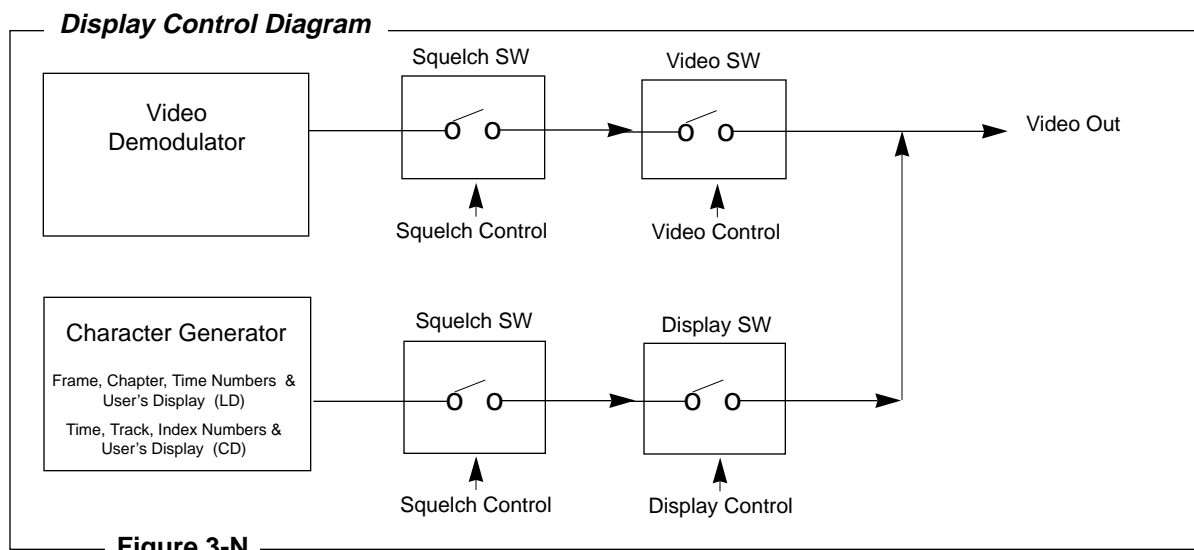 Display Control Diagram
Squelch SW
Video SW
Video
Demodulator
Video Out
Squelch Control
Video Control
Squelch SW
Display SW
Character Generator
Frame, Chapter, Time Numbers &
User's Display (LD)
Time, Track, Index Numbers &
User's Display (CD)
Squelch Control
Display Control
Figure 3-N